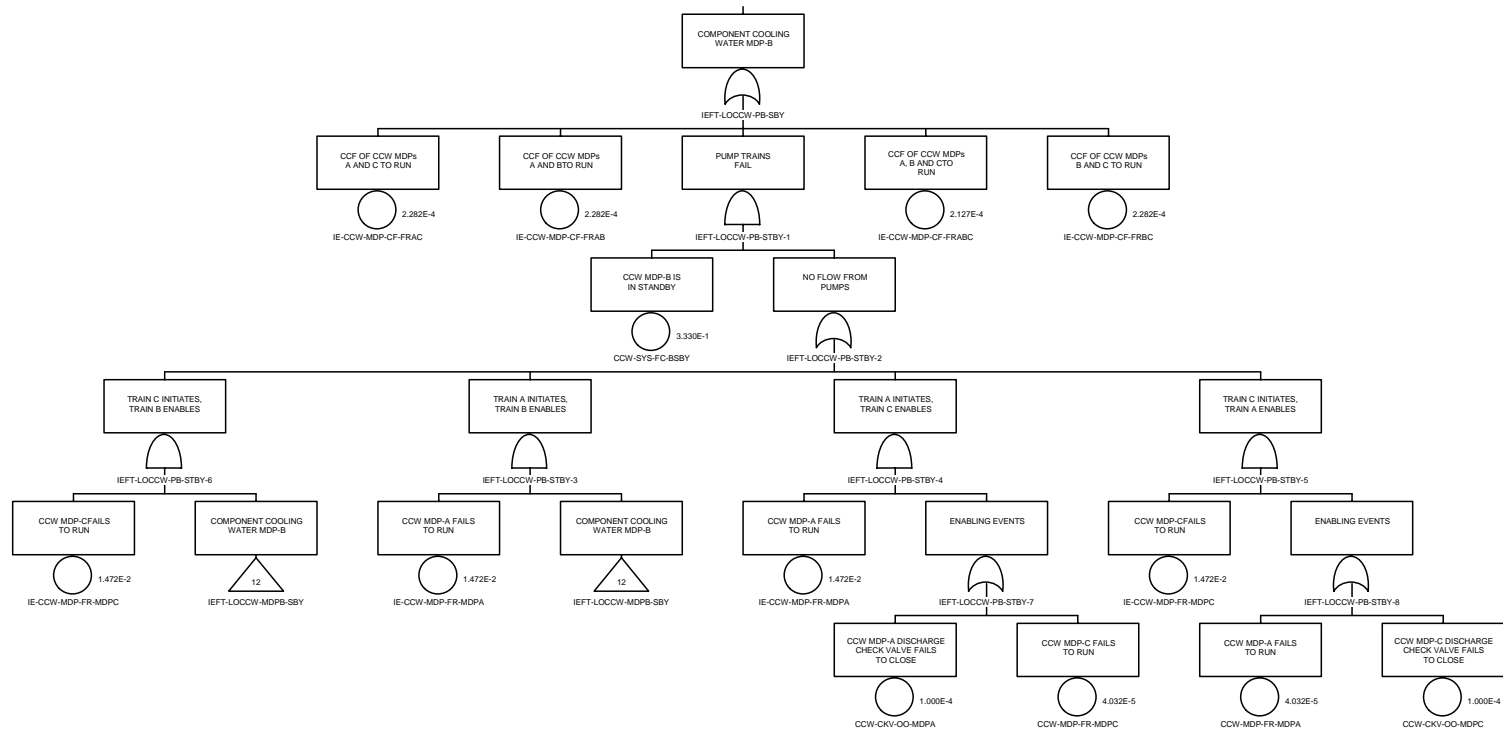 COMPONENT COOLING
WATER MDP-B
IEFT-LOCCW-PB-SBY
CCF OF CCW MDPs
A AND C TO RUN
2.282E-4
IE-CCW-MDP-CF-FRAC
CCF OF CCW MDPs
A AND BTO RUN
2.282E-4
IE-CCW-MDP-CF-FRAB
PUMP TRAINS
FAIL
IEFT-LOCCW-PB-STBY-1
CCF OF CCW MDPs
A, B AND CTO
RUN
2.127E-4
IE-CCW-MDP-CF-FRABC
CCF OF CCW MDPs
B AND C TO RUN
2.282E-4
IE-CCW-MDP-CF-FRBC
CCW MDP-B IS
IN STANDBY
3.330E-1
CCW-SYS-FC-BSBY
NO FLOW FROM
PUMPS
IEFT-LOCCW-PB-STBY-2
TRAIN C INITIATES,
TRAIN B ENABLES
IEFT-LOCCW-PB-STBY-6
TRAIN A INITIATES,
TRAIN B ENABLES
IEFT-LOCCW-PB-STBY-3
TRAIN A INITIATES,
TRAIN C ENABLES
IEFT-LOCCW-PB-STBY-4
TRAIN C INITIATES,
TRAIN A ENABLES
IEFT-LOCCW-PB-STBY-5
CCW MDP-CFAILS
TO RUN
1.472E-2
IE-CCW-MDP-FR-MDPC
COMPONENT COOLING
WATER MDP-B
12
IEFT-LOCCW-MDPB-SBY
CCW MDP-A FAILS
TO RUN
1.472E-2
IE-CCW-MDP-FR-MDPA
COMPONENT COOLING
WATER MDP-B
12
IEFT-LOCCW-MDPB-SBY
CCW MDP-A FAILS
TO RUN
1.472E-2
IE-CCW-MDP-FR-MDPA
ENABLING EVENTS
IEFT-LOCCW-PB-STBY-7
CCW MDP-CFAILS
TO RUN
1.472E-2
IE-CCW-MDP-FR-MDPC
ENABLING EVENTS
IEFT-LOCCW-PB-STBY-8
CCW MDP-A DISCHARGE
CHECK VALVE FAILS
TO CLOSE
1.000E-4
CCW-CKV-OO-MDPA
CCW MDP-C FAILS
TO RUN
4.032E-5
CCW-MDP-FR-MDPC
CCW MDP-A FAILS
TO RUN
4.032E-5
CCW-MDP-FR-MDPA
CCW MDP-C DISCHARGE
CHECK VALVE FAILS
TO CLOSE
1.000E-4
CCW-CKV-OO-MDPC